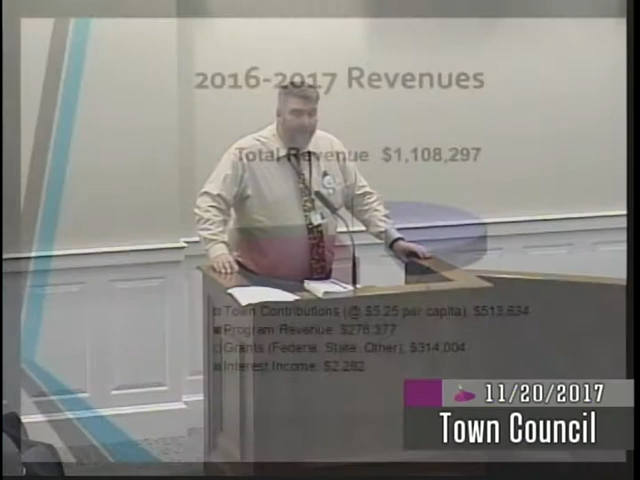 2016-2017 Revenues
Total Revenue $1,108,297
Town Contributions (@ $5.25 per capita), $513,634
Program Revenue $278,377
Grants (Federal, State, Other), $314,004
Interest Income: $2,282
11/20/2017
Town Council